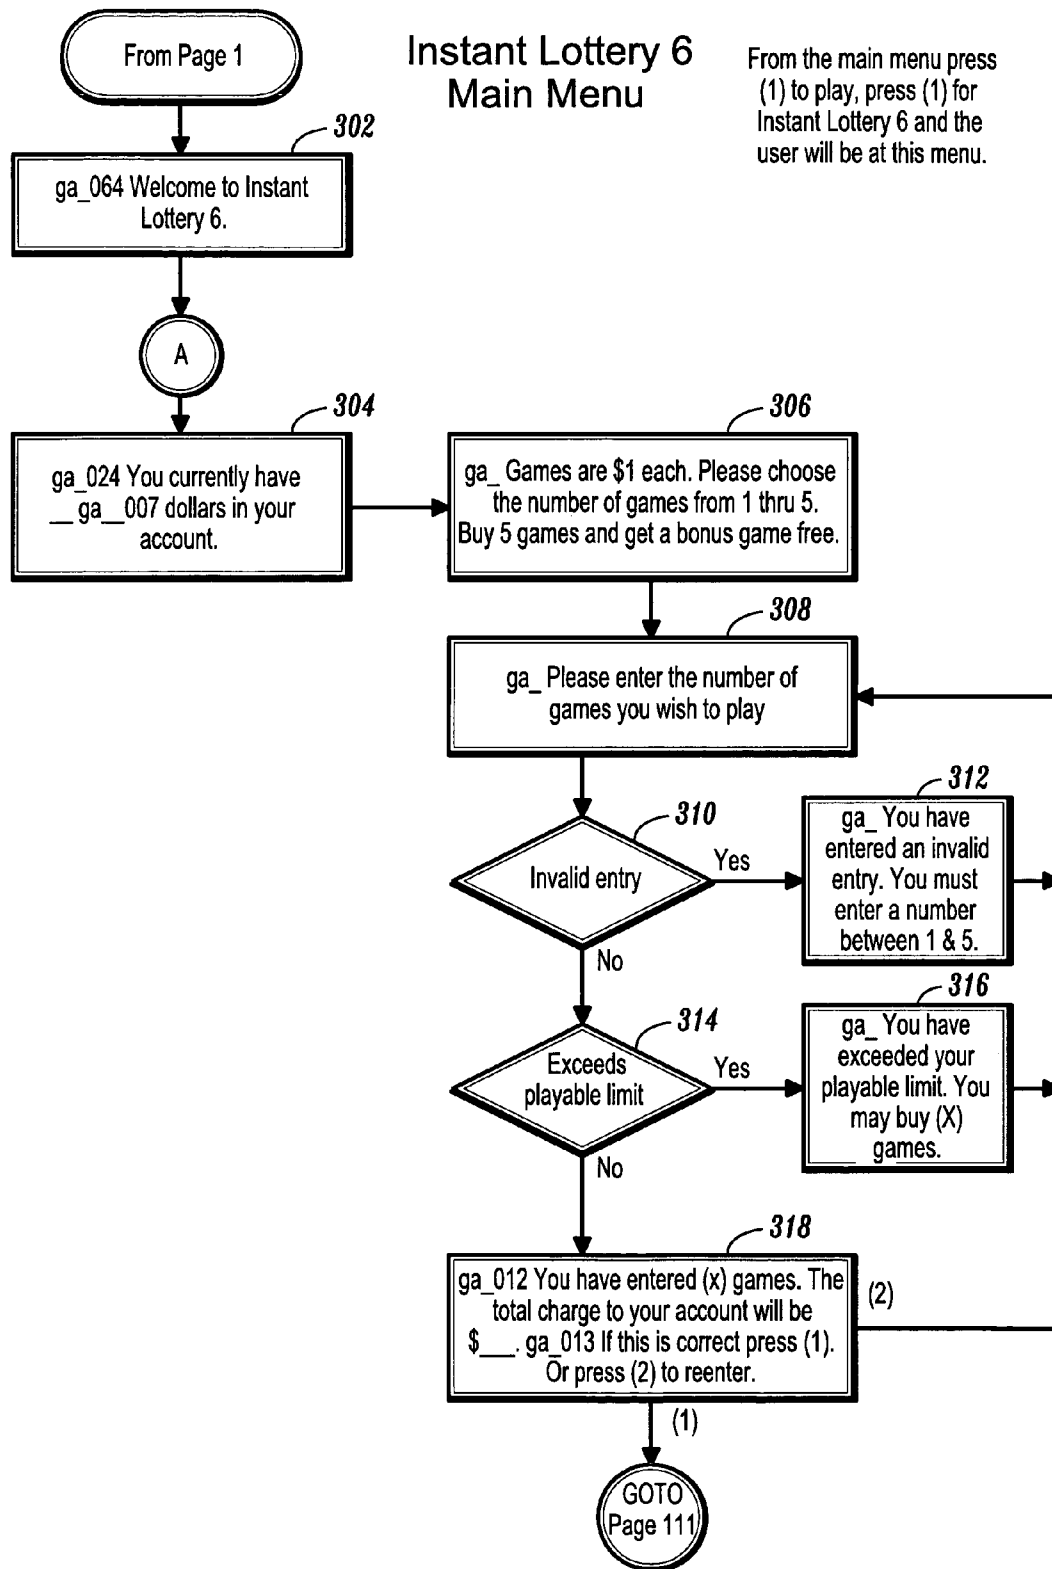 From Page 1
Instant Lottery 6
Main Menu
From the main menu press
(1) to play, press (1) for
Instant Lottery 6 and the
user will be at this menu.
302
ga_064 Welcome to Instant
Lottery 6.
A
304
ga_024 You currently have
__ ga__007 dollars in your
account.
306
ga_ Games are $1 each. Please choose
the number of games from 1 thru 5.
Buy 5 games and get a bonus game free.
308
ga_ Please enter the number of
games you wish to play
310
Invalid entry
Yes
No
312
ga_ You have
entered an invalid
entry. You must
enter a number
between 1 & 5.
314
Exceeds
playable limit
Yes
No
316
ga_ You have
exceeded your
playable limit. You
may buy (X)
games.
318
ga_012 You have entered (x) games. The
total charge to your account will be
$___. ga_013 If this is correct press (1).
Or press (2) to reenter.
(2)
(1)
GOTO
Page 111